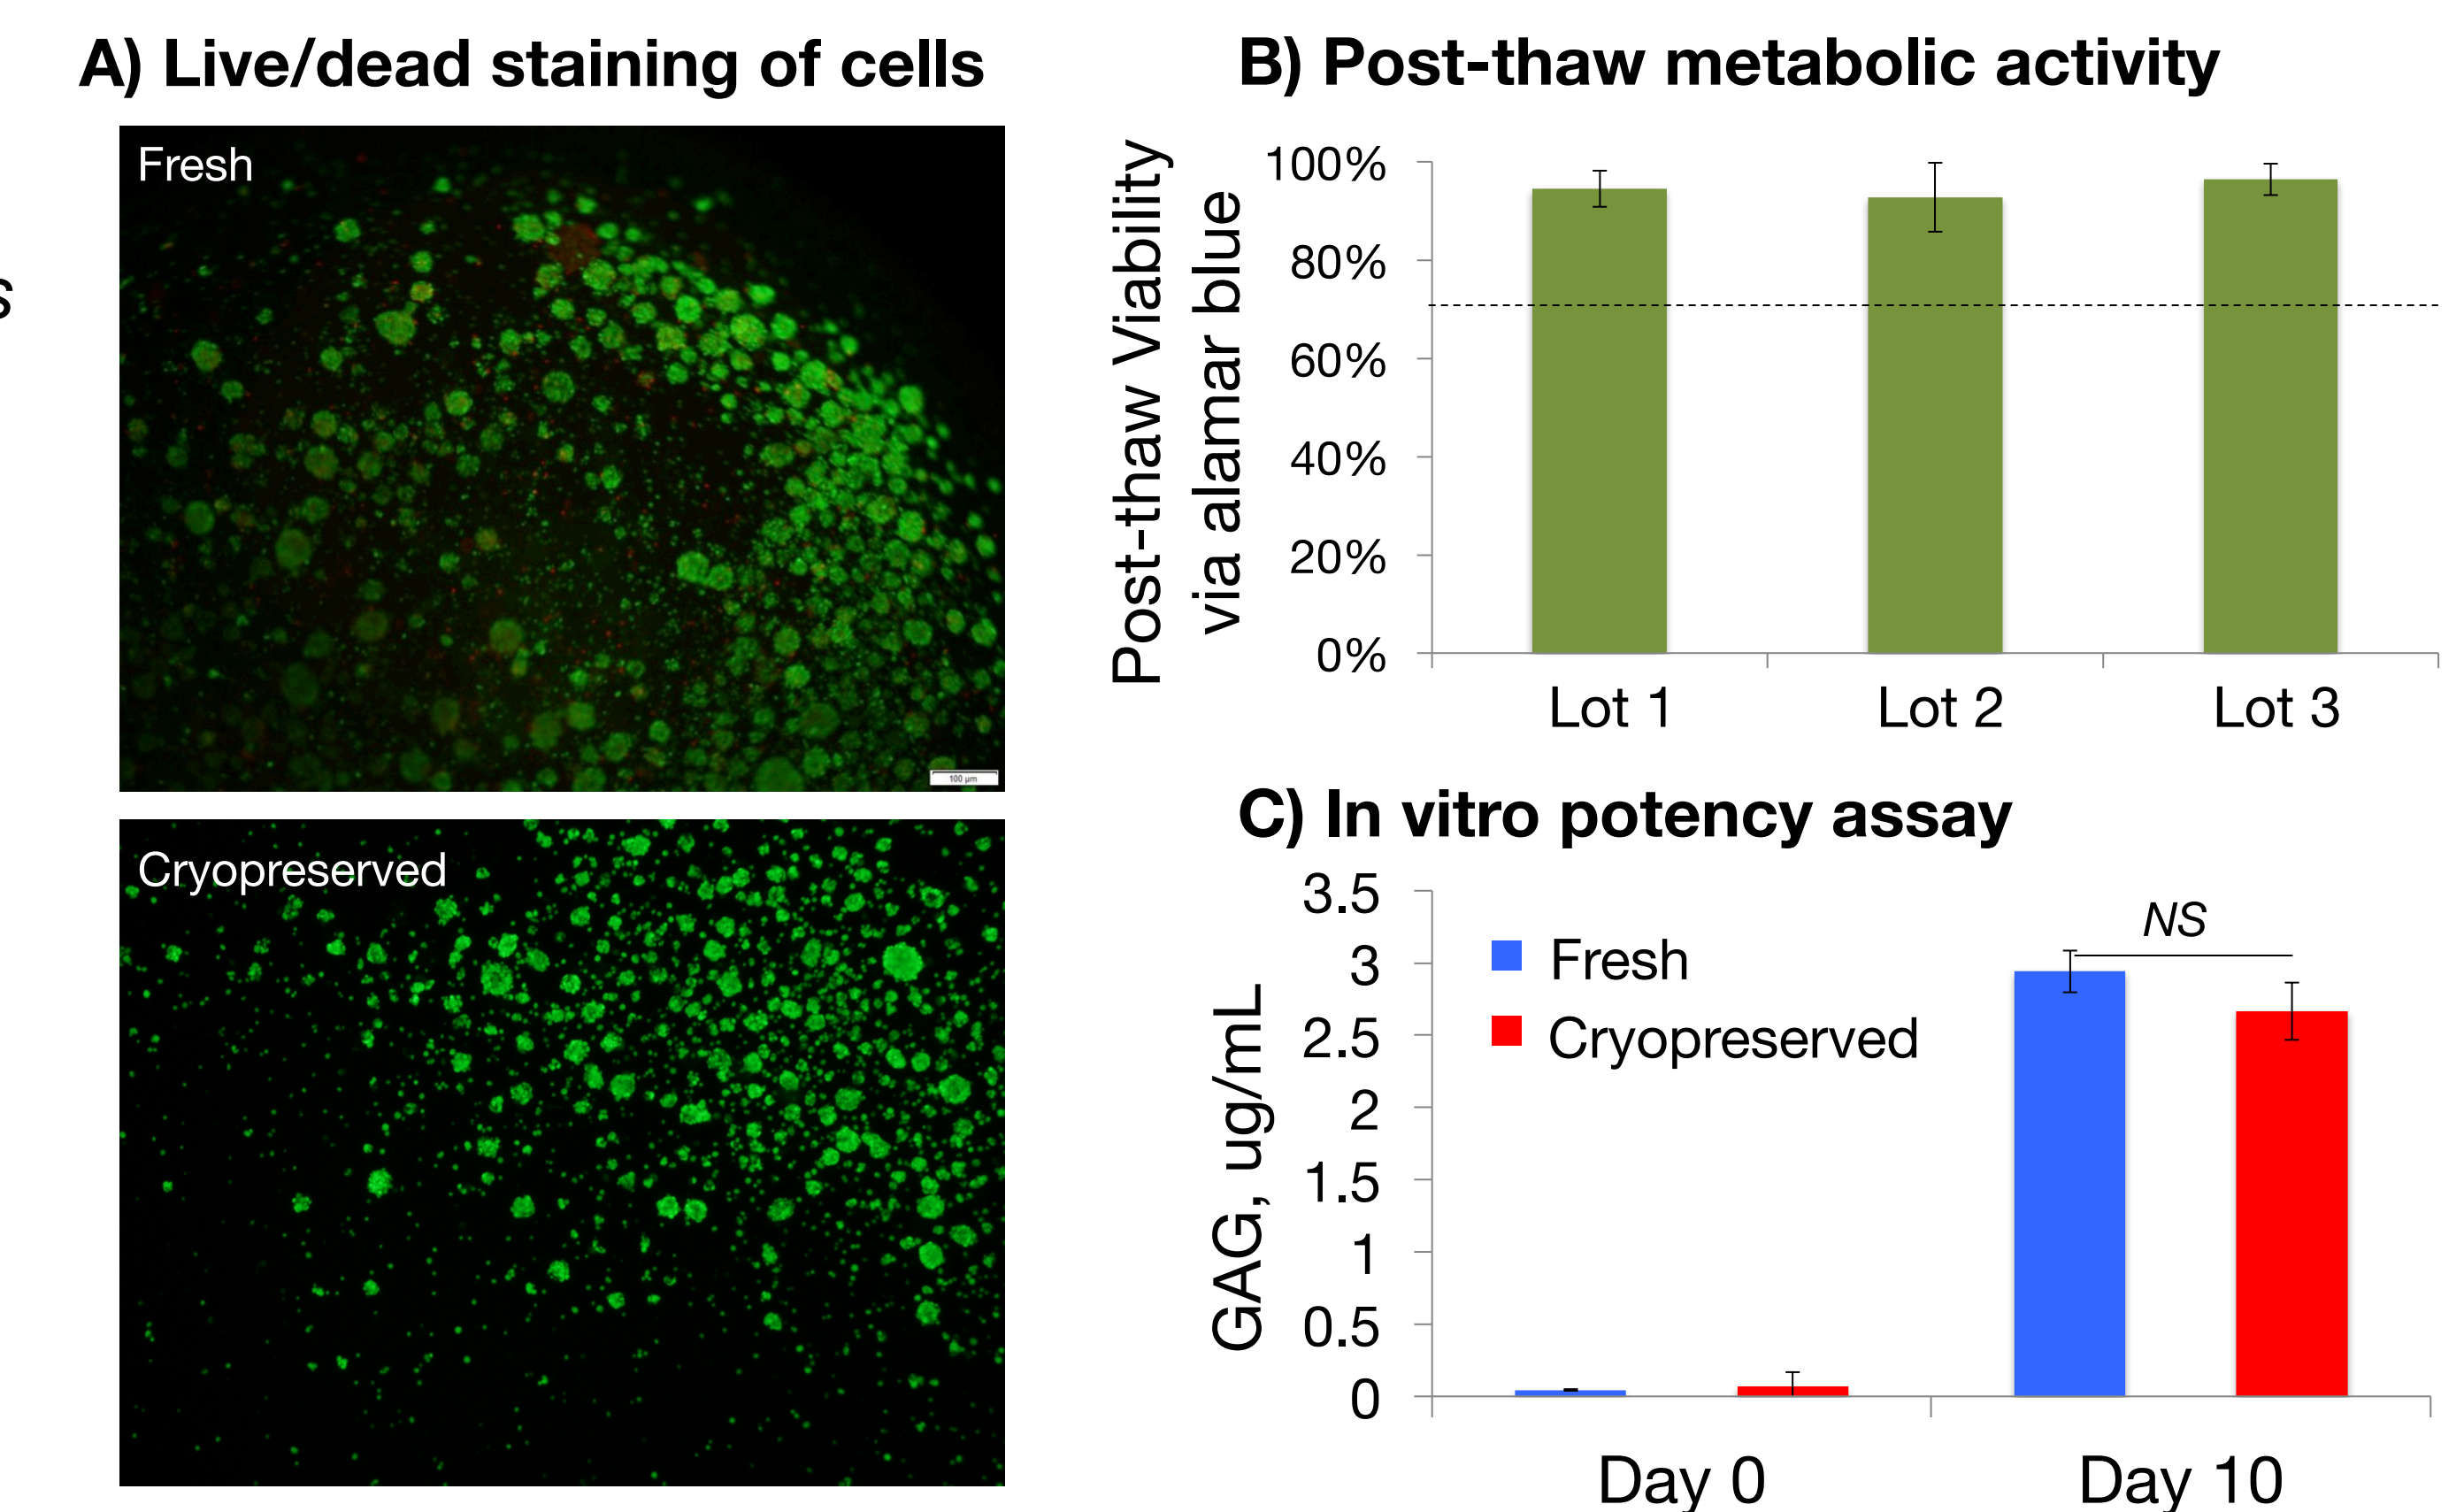 A) Live/dead staining of cells
Fresh
100 µm
Cryopreserved
s
B) Post-thaw metabolic activity
Post-thaw Viability
via alamar blue
100%
80%
60%
40%
20%
0%
Lot 1 Lot 2 Lot 3
C) In vitro potency assay
GAG, ug/mL
3.5
3
2.5
2
1.5
1
0.5
0
Fresh
Cryopreserved
NS
Day 0 Day 10